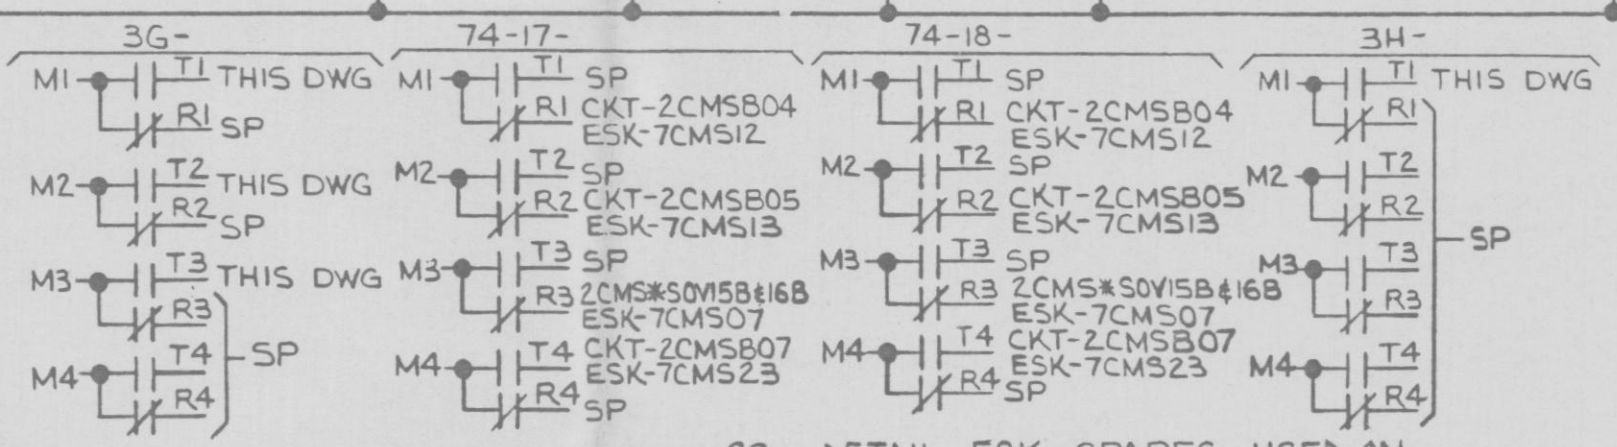 3G-
M1 T1 THIS DWG
R1 SP
M2 T2 THIS DWG
R2 SP
M3 T3 THIS DWG
R3
SP
M4 T4
R4
74-17-
M1 T1 SP
R1 CKT-2CMSB04
ESK-7CMS12
M2 T2 SP
R2 CKT-2CMSB05
ESK-7CMS13
M3 T3 SP
R3 2CMS*SOV15B&16B
ESK-7CMS07
M4 T4 CKT-2CMSB07
ESK-7CMS23
R4 SP
74-18-
M1 T1 SP
R1 CKT-2CMSB04
ESK-7CMS12
M2 T2 SP
R2 CKT-2CMSB05
ESK-7CMS13
M3 T3 SP
R3 2CMS*SOV15B&16B
ESK-7CMS07
M4 T4 CKT-2CMSB07
ESK-7CMS23
R4 SP
3H-
M1 T1 THIS DWG
R1
M2 T2
R2
SP
M3 T3
R3
M4 T4
R4